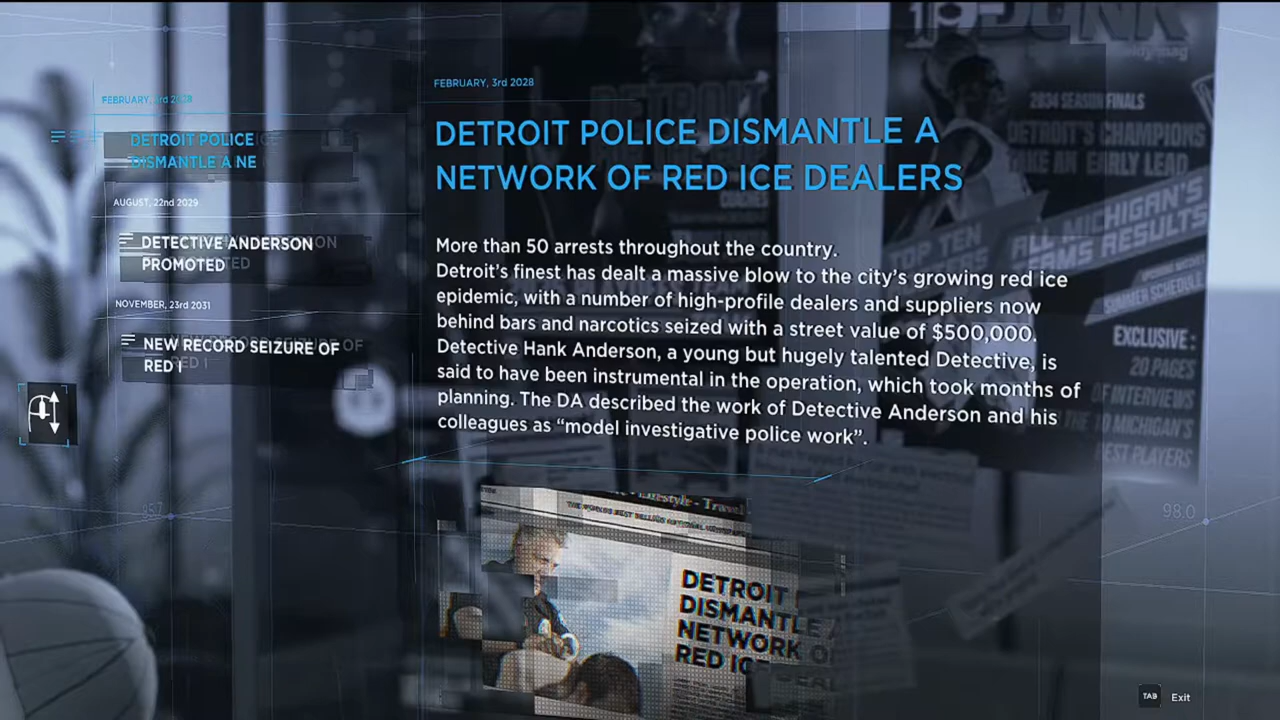 FEBRUARY, 3rd 2028
DETROIT POLICE
DISMANTLE A NE
AUGUST, 22nd 2029
DETECTIVE ANDERSON
PROMOTED
NOVEMBER, 23rd 2031
NEW RECORD SEIZURE OF
RED I
FEBRUARY, 3rd 2028
DETROIT POLICE DISMANTLE A
NETWORK OF RED ICE DEALERS
More than 50 arrests throughout the country.
Detroit's finest has dealt a massive blow to the city's growing red ice
epidemic, with a number of high-profile dealers and suppliers now
behind bars and narcotics seized with a street value of $500,000.
Detective Hank Anderson, a young but hugely talented Detective, is
said to have been instrumental in the operation, which took months of
planning. The DA described the work of Detective Anderson and his
colleagues as “model investigative police work”.
DETROIT
COACHES
2034 SEASON FINALS
DETROIT'S CHAMPIONS
TAKE AN EARLY LEAD
ALL MICHIGAN'S
TEAMS RESULTS
TOP TEN
SUMMER SCHEDULE
EXCLUSIVE :
20 PAGES
OF INTERVIEWS
MICHIGAN'S
BEST PLAYERS
98.0
Lifestyle - Travel
DETROIT
DISMANTLE A
NETWORK O
RED IC
TAB Exit